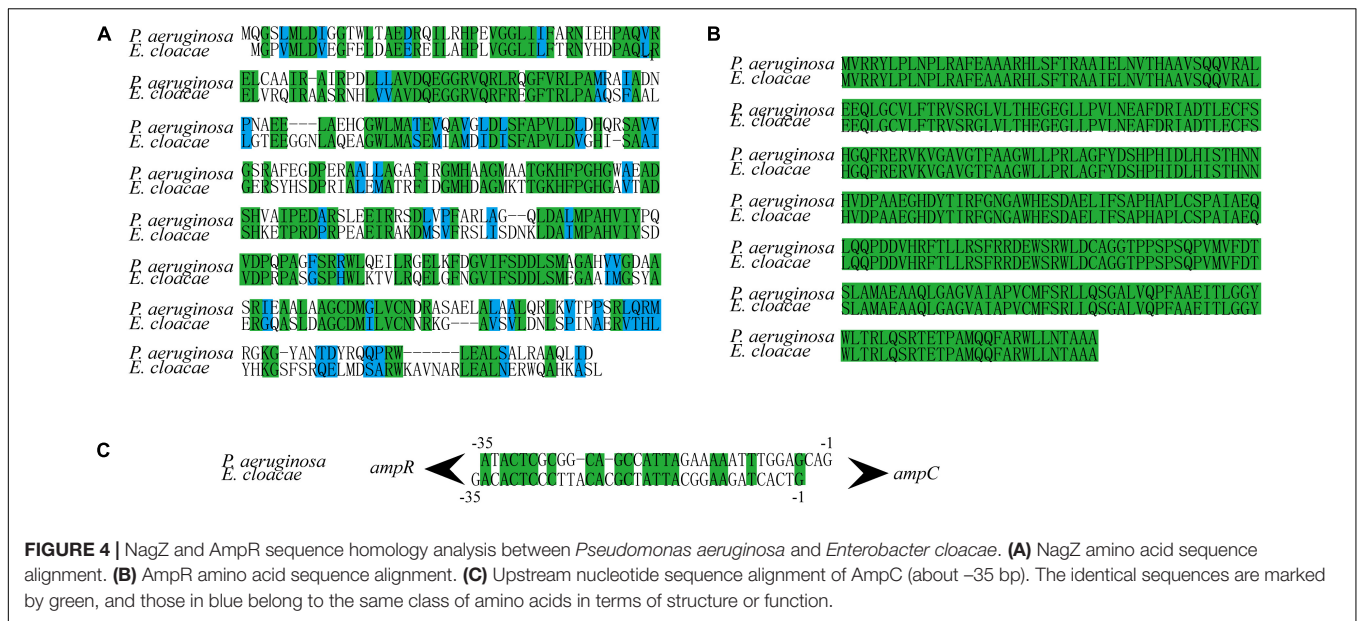 A
P. aeruginosa MQGSLMLDIGGTWLTAEDRQILRHPEVGGLIIFARNIEHPAQVR
E. cloacae MGPVMLDVEGFELDAEEREILAHPLVGGLILFTRNYHDPAQLR
P. aeruginosa ELCAAIR-AIRPDLLLAVDQEGGRVQRLRQGFVRLPAMRAIADN
E. cloacae ELVRQIRAASRNHLVVAVDQEGGRVQRFREGFTRLPAAQSFAAL
P. aeruginosa PNAEE---LAEHCGWLMATEVQAVGLDLSFAPVLDLDHQRSAVV
E. cloacae LGTEEGGNLAQEAGWLMASEMIAMDIDISFAPVLDVGHI-SAAI
P. aeruginosa GSRAFEGDPERAALLAGAFIRGMHAAGMAATGKHFPGHGWAEAD
E. cloacae GERSYHSDPRIALEMATRFIDGMHDAGMKTTGKHFPGHGAVTAD
P. aeruginosa SHVAIPEDARSLEEIRRSDLVPFARLAG--QLDALMPAHVIYPQ
E. cloacae SHKETPRDPRPEAEIRAKDMSVFRSLISDNKLDAIMPAHVIYSD
P. aeruginosa VDPQPAGFSRRWLQEILRGELKFDGVIFSDDLSMAGAHVVGDAA
E. cloacae VDPRPASGSPHWLKTVLRQELGFNGVIFSDDLSMEGAAIMGSYA
P. aeruginosa SRIEAALAAGCDMGLVCNDRASAELALAALQRLKVTPPSRLQRM
E. cloacae ERGQASLDAGCDMILVCNNRKG---AVSVLDNLSPINAERVTHL
P. aeruginosa RGKG-YANTDYRQQPRW------LEALSALRAAQLID
E. cloacae YHKGSFSRQELMDSARWKAVNARLEALNERWQAHKASL
B
P. aeruginosa MVRRYLPLNPLRAFEAAARHLSFTRAAIELNVTHAAVSQQVRAL
E. cloacae MVRRYLPLNPLRAFEAAARHLSFTRAAIELNVTHAAVSQQVRAL
P. aeruginosa EEQLGCVLFTRVSRGLVLTHEGEGLLPVLNEAFDRIADTLECFS
E. cloacae EEQLGCVLFTRVSRGLVLTHEGEGLLPVLNEAFDRIADTLECFS
P. aeruginosa HGQFRERVKVGAVGTFAAGWLLPRLAGFYDSHPHIDLHISTHNN
E. cloacae HGQFRERVKVGAVGTFAAGWLLPRLAGFYDSHPHIDLHISTHNN
P. aeruginosa HVDPAAEGHDYTIRFGNGAWHESDAELIFSAPHAPLCSPAIAEQ
E. cloacae HVDPAAEGHDYTIRFGNGAWHESDAELIFSAPHAPLCSPAIAEQ
P. aeruginosa LQQPDDVHRFTLLRSFRRDEWSRWLDCAGGTPPSPSQPVMVFDT
E. cloacae LQQPDDVHRFTLLRSFRRDEWSRWLDCAGGTPPSPSQPVMVFDT
P. aeruginosa SLAMAEAAQLGAGVAIAPVCMFSRLLQSGALVQPFAAEITLGGY
E. cloacae SLAMAEAAQLGAGVAIAPVCMFSRLLQSGALVQPFAAEITLGGY
P. aeruginosa WLTRLQSRTETPAMQQFARWLLNTAAA
E. cloacae WLTRLQSRTETPAMQQFARWLLNTAAA
C
-35 -1
P. aeruginosa ATACTCGCGG-CA-GCCATTAGAAAAATTTGGAGCAG
E. cloacae GACACTCCCTTACACGCTATTACGGAAGATCACTG
ampR ampC
-35 -1
FIGURE 4 | NagZ and AmpR sequence homology analysis between Pseudomonas aeruginosa and Enterobacter cloacae. (A) NagZ amino acid sequence
alignment. (B) AmpR amino acid sequence alignment. (C) Upstream nucleotide sequence alignment of AmpC (about –35 bp). The identical sequences are marked
by green, and those in blue belong to the same class of amino acids in terms of structure or function.